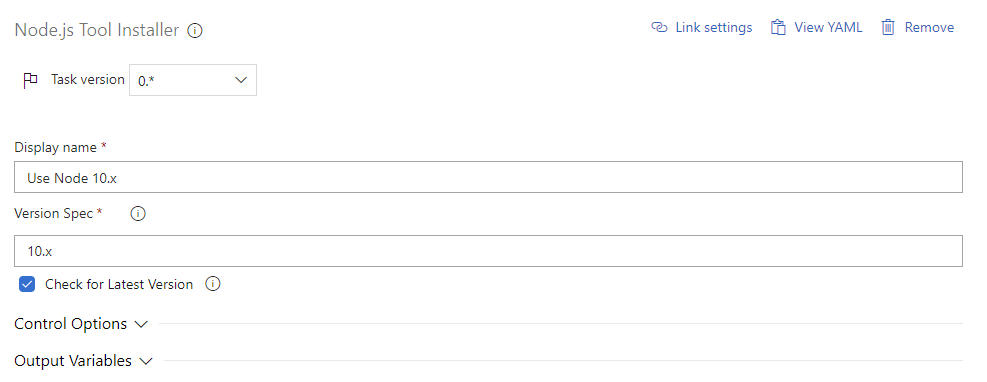 Node.js Tool Installer
Link settings View YAML Remove
Task version 0.*
Display name *
Use Node 10.x
Version Spec *
10.x
Check for Latest Version
Control Options
Output Variables